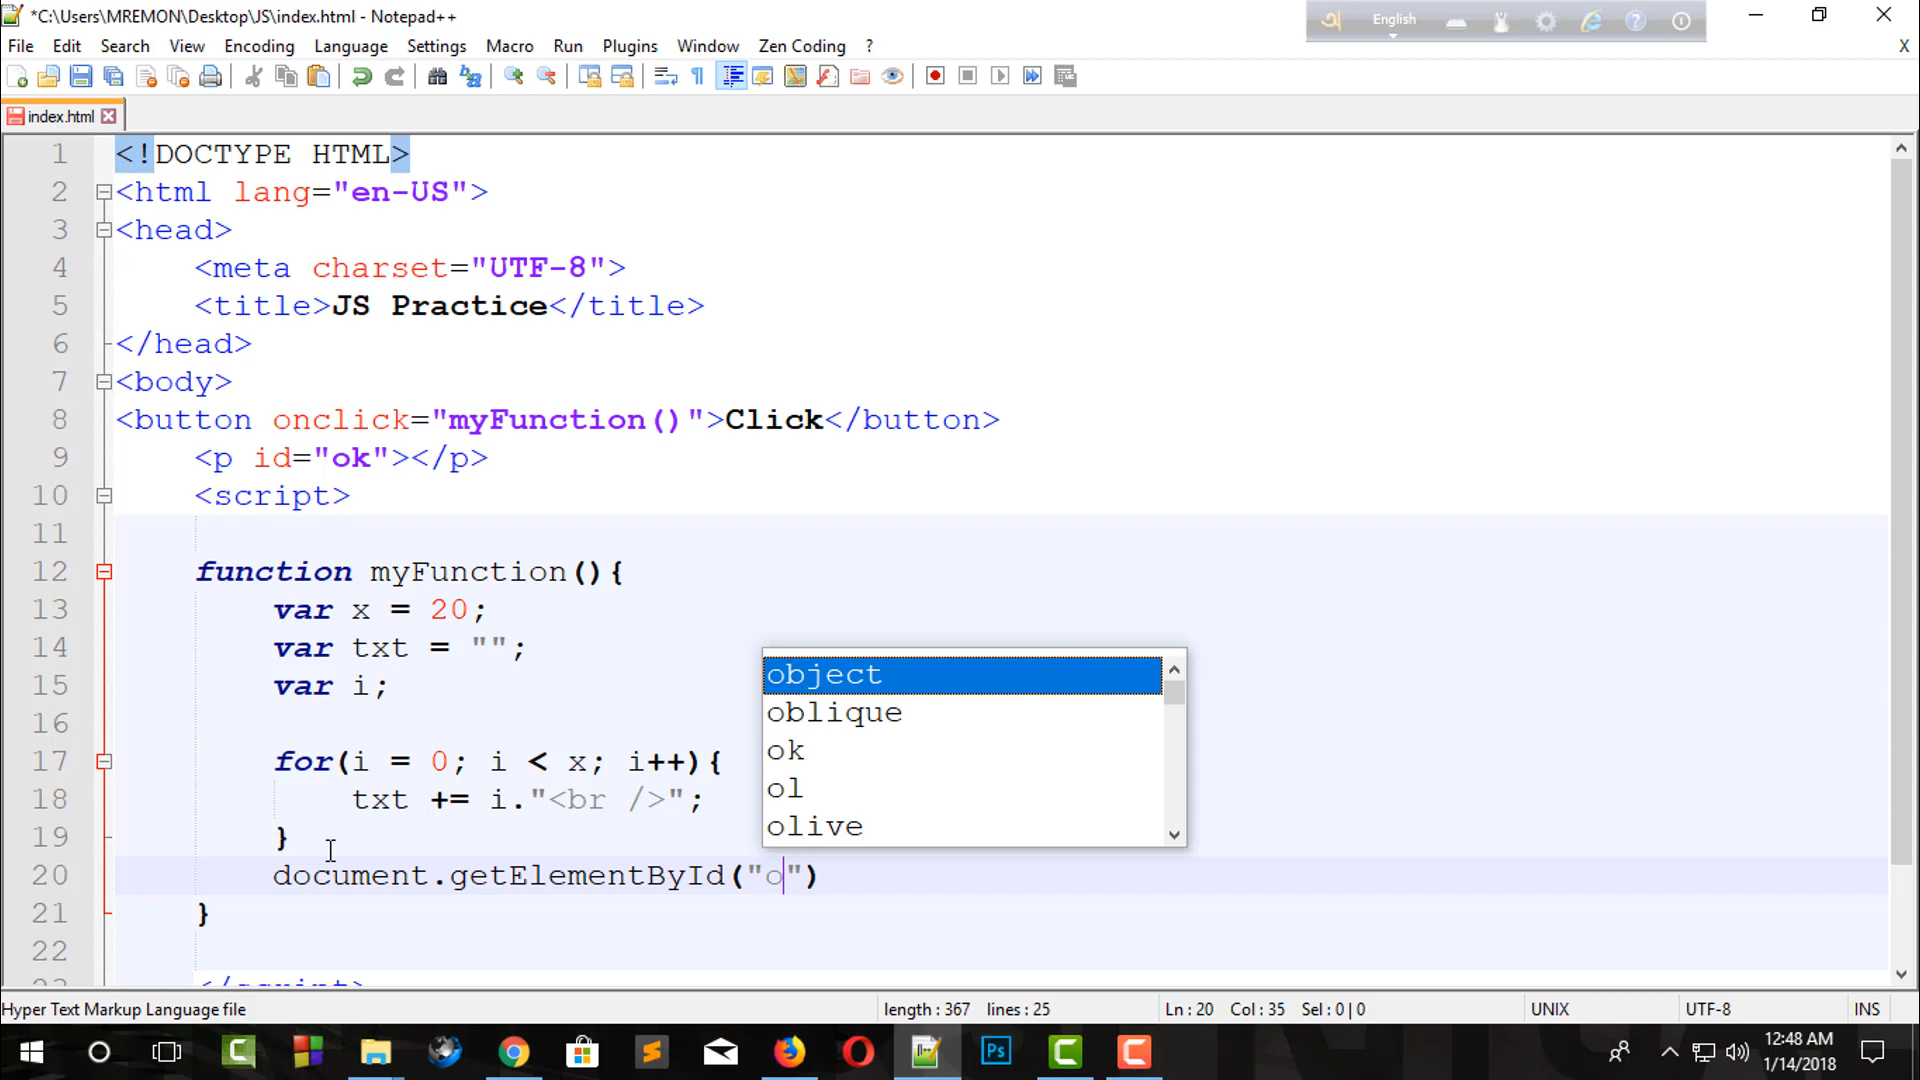 *C:\Users\MREMON\Desktop\JS\index.html - Notepad++
English
File Edit Search View Encoding Language Settings Macro Run Plugins Window Zen Coding ?
X
index.html
1 <!DOCTYPE HTML>
2 <html lang="en-US">
3 <head>
4 <meta charset="UTF-8">
5 <title>JS Practice</title>
6 </head>
7 <body>
8 <button onclick="myFunction()">Click</button>
9 <p id="ok"></p>
10 <script>
11
12 function myFunction(){
13 var x = 20;
14 var txt = "";
15 var i;
16
17 for(i = 0; i < x; i++){
18 txt += i."<br />";
19 }
20 document.getElementById("o")
21 }
22
23 </script>
object
oblique
ok
ol
olive
Hyper Text Markup Language file length : 367 lines : 25 Ln : 20 Col : 35 Sel : 0 | 0 UNIX UTF-8 INS
Ps
12:48 AM
1/14/2018